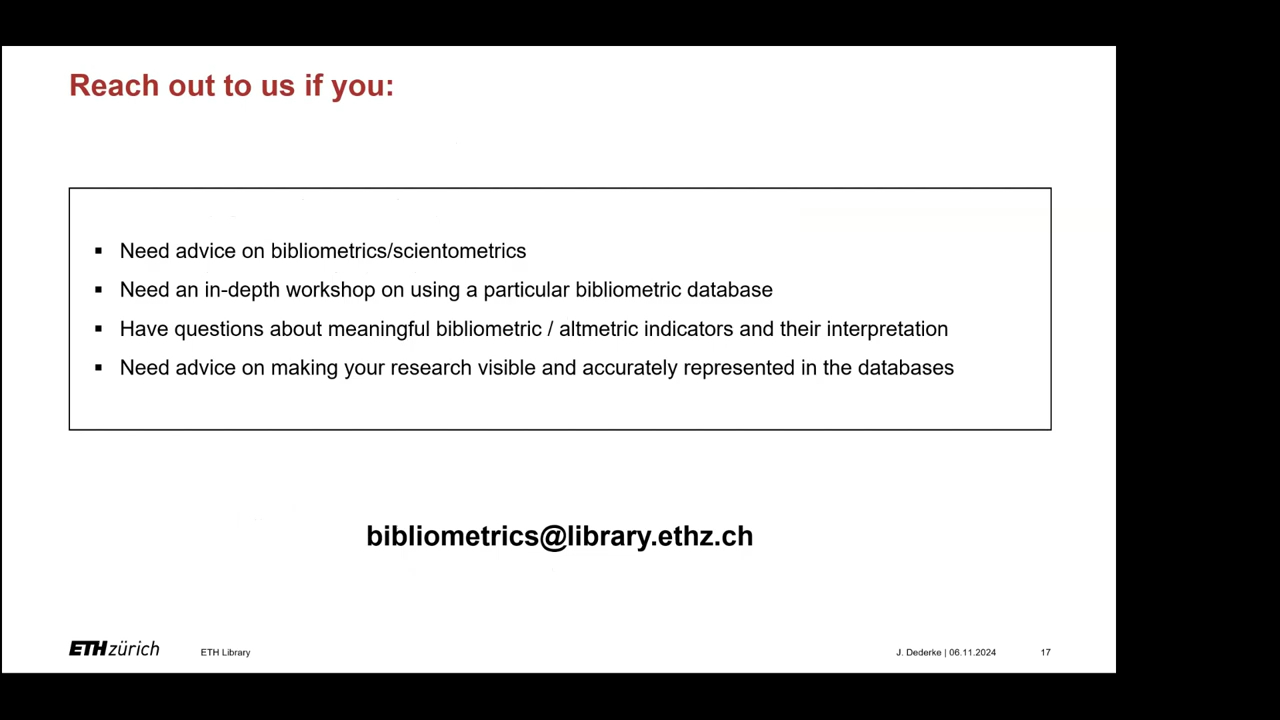 Reach out to us if you:
▪ Need advice on bibliometrics/scientometrics
▪ Need an in-depth workshop on using a particular bibliometric database
▪ Have questions about meaningful bibliometric / altmetric indicators and their interpretation
▪ Need advice on making your research visible and accurately represented in the databases
bibliometrics@library.ethz.ch
ETH zürich ETH Library J. Dederke | 06.11.2024 17